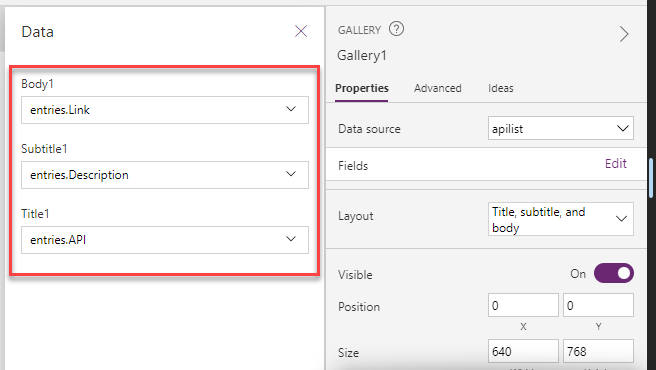 Data
Body1
entries.Link
Subtitle1
entries.Description
Title1
entries.API
GALLERY ?
Gallery1
Properties Advanced Ideas
Data source apilist
Fields Edit
Layout Title, subtitle, and
body
Visible On
Position 0 0
X Y
Size 640 768